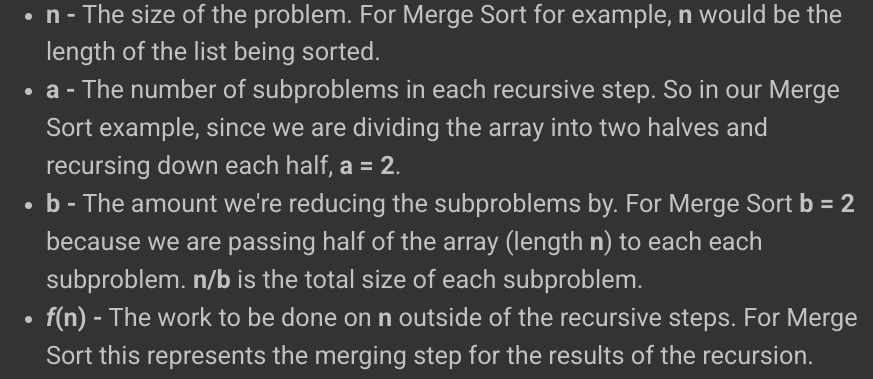 • n - The size of the problem. For Merge Sort for example, n would be the
length of the list being sorted.
• a - The number of subproblems in each recursive step. So in our Merge
Sort example, since we are dividing the array into two halves and
recursing down each half, a = 2.
• b - The amount we're reducing the subproblems by. For Merge Sort b = 2
because we are passing half of the array (length n) to each each
subproblem. n/b is the total size of each subproblem.
• f(n) - The work to be done on n outside of the recursive steps. For Merge
Sort this represents the merging step for the results of the recursion.